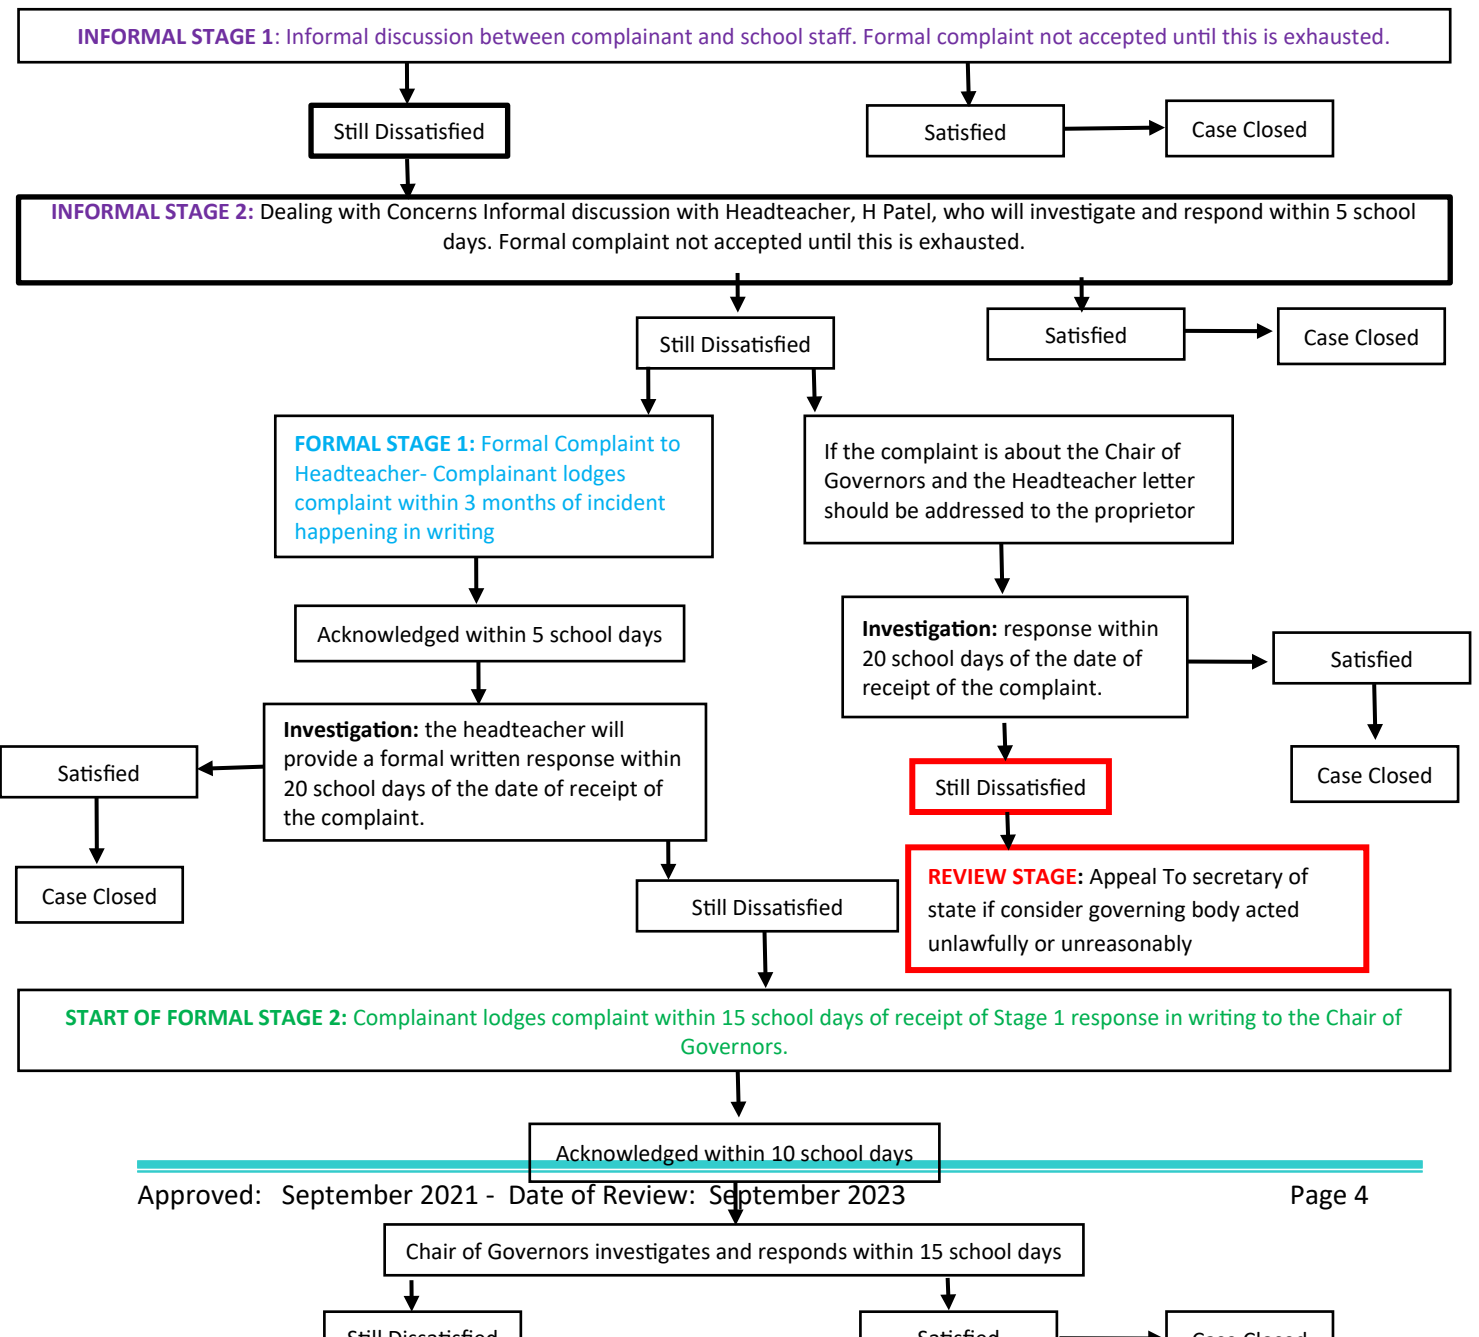 INFORMAL STAGE 1: Informal discussion between complainant and school staff. Formal complaint not accepted until this is exhausted.
Still Dissatisfied
Satisfied
Case Closed
INFORMAL STAGE 2: Dealing with Concerns Informal discussion with Headteacher, H Patel, who will investigate and respond within 5 school
days. Formal complaint not accepted until this is exhausted.
Still Dissatisfied
Satisfied
Case Closed
FORMAL STAGE 1: Formal Complaint to
Headteacher- Complainant lodges
complaint within 3 months of incident
happening in writing
If the complaint is about the Chair of
Governors and the Headteacher letter
should be addressed to the proprietor
Acknowledged within 5 school days
Investigation: response within
20 school days of the date of
receipt of the complaint.
Satisfied
Investigation: the headteacher will
provide a formal written response within
20 school days of the date of receipt of
the complaint.
Satisfied
Case Closed
Still Dissatisfied
Case Closed
REVIEW STAGE: Appeal To secretary of
state if consider governing body acted
unlawfully or unreasonably
Still Dissatisfied
START OF FORMAL STAGE 2: Complainant lodges complaint within 15 school days of receipt of Stage 1 response in writing to the Chair of
Governors.
Acknowledged within 10 school days
Approved: September 2021 - Date of Review: September 2023 Page 4
Chair of Governors investigates and responds within 15 school days
Still Dissatisfied
Satisfied
Case Closed